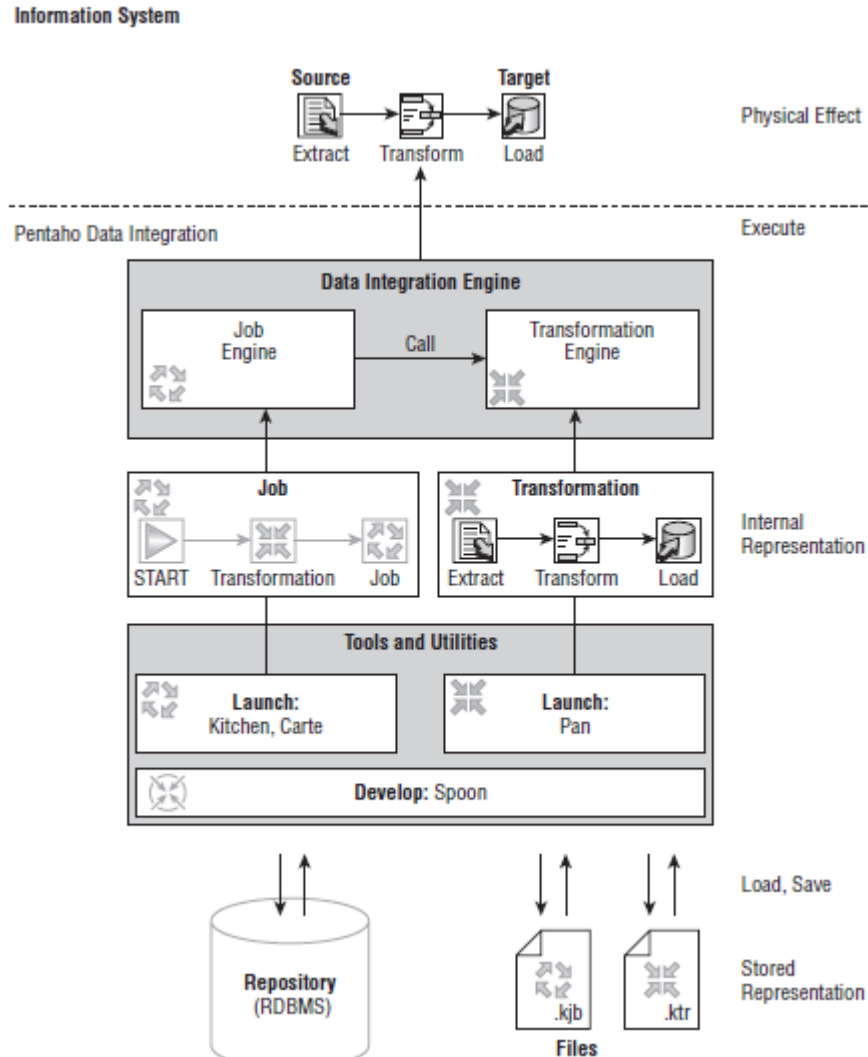 Information System
Source
Target
Extract
Transform
Load
Physical Effect
Pentaho Data Integration
Execute
Data Integration Engine
Job
Engine
Call
Transformation
Engine
Job
START
Transformation
Job
Transformation
Extract
Transform
Load
Internal
Representation
Tools and Utilities
Launch:
Kitchen, Carte
Launch:
Pan
Develop: Spoon
Load, Save
Repository
(RDBMS)
.kjb
.ktr
Files
Stored
Representation